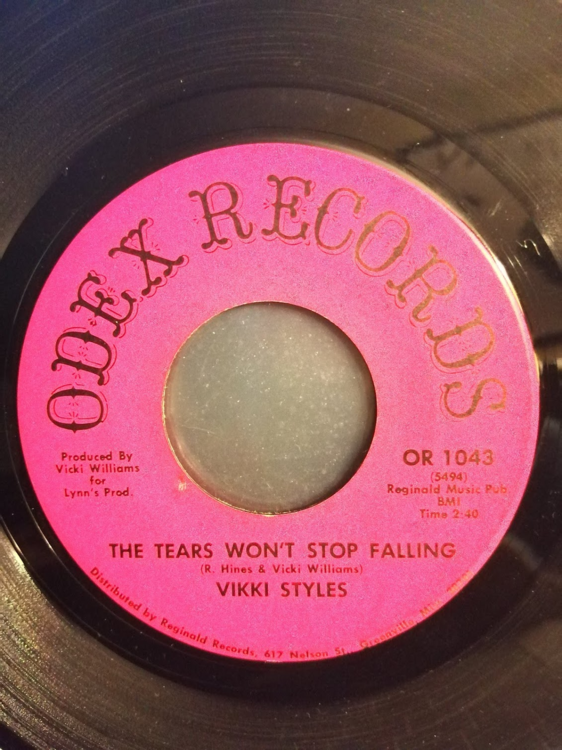 ODEX RECORDS
Produced By
Vicki Williams
for
Lynn's Prod.
OR 1043
(5494)
Reginald Music Pub.
BMI
Time 2:40
THE TEARS WON'T STOP FALLING
(R. Hines & Vicki Williams)
VIKKI STYLES
Distributed by Reginald Records, 617 Nelson St., Greenville,